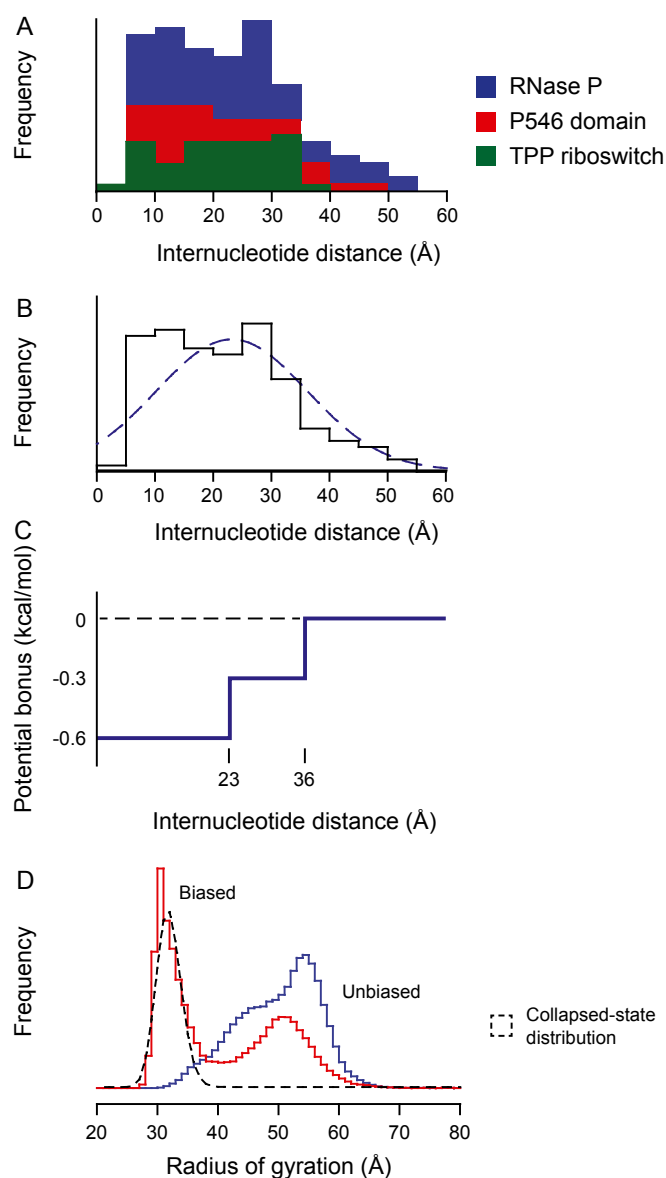 A
Frequency
RNase P
P546 domain
TPP riboswitch
0 10 20 30 40 50 60
Internucleotide distance (Å)
B
Frequency
0 10 20 30 40 50 60
Internucleotide distance (Å)
C
Potential bonus (kcal/mol)
0
-0.3
-0.6
23 36
Internucleotide distance (Å)
D
Frequency
Biased
Unbiased
Collapsed-state
distribution
20 30 40 50 60 70 80
Radius of gyration (Å)